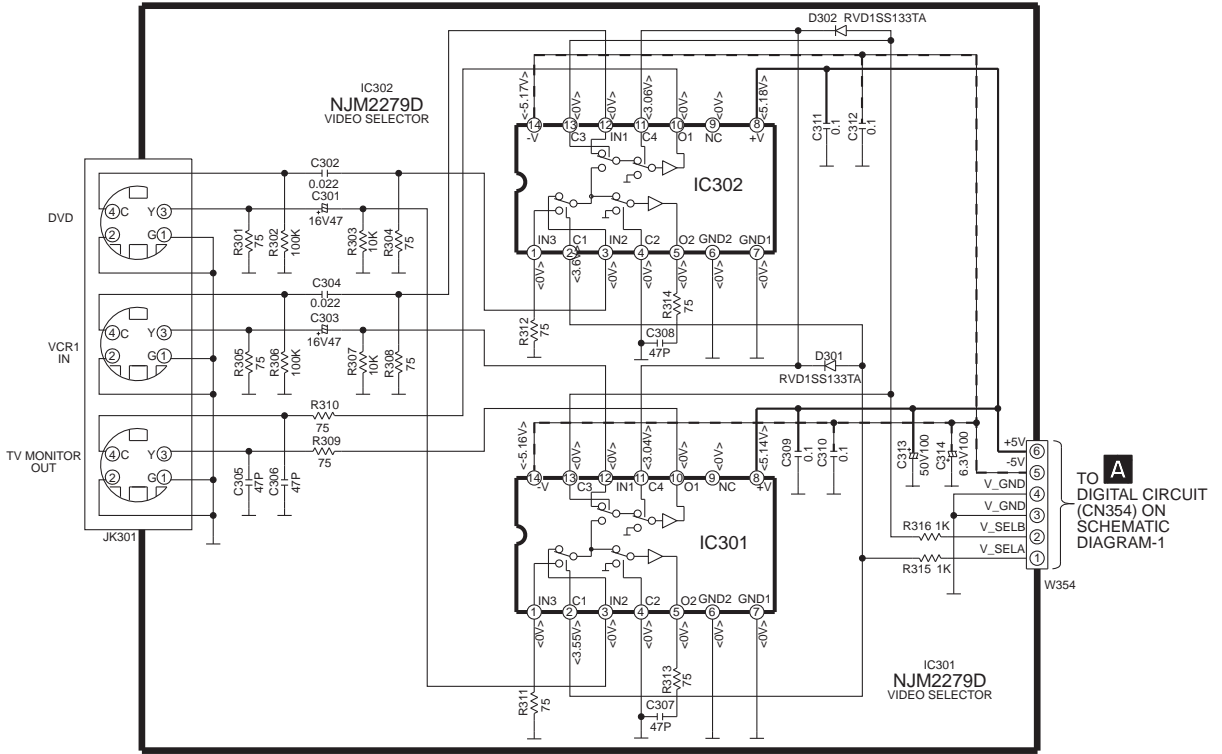 D302 RVD1SS133TA
IC302
NJM2279D
VIDEO SELECTOR
<-5.17V>
<0V>
<0V>
<3.06V>
<0V>
<0V>
<5.18V>
14 13 12 11 10 9 8
-V C3 IN1 C4 O1 NC +V
C311
0.1
C312
0.1
IC302
IN3 C1 IN2 C2 O2 GND2 GND1
1 2 3 4 5 6 7
<0V>
<3.6V>
<0V>
<0V>
<0V>
<0V>
<0V>
R312
75
R314
75
C308
47P
DVD
4 C Y 3
2 G 1
C302
0.022
C301
16V47
R301
75
R302
100K
R303
10K
R304
75
VCR1
IN
4 C Y 3
2 G 1
C304
0.022
C303
16V47
R305
75
R306
100K
R307
10K
R308
75
D301
RVD1SS133TA
TV MONITOR
OUT
4 C Y 3
2 G 1
JK301
R310
75
R309
75
C305
47P
C306
47P
<-5.16V>
<0V>
<0V>
<3.04V>
<0V>
<0V>
<5.14V>
14 13 12 11 10 9 8
-V C3 IN1 C4 O1 NC +V
C309
0.1
C310
0.1
C313
50V100
C314
6.3V100
IC301
IN3 C1 IN2 C2 O2 GND2 GND1
1 2 3 4 5 6 7
<0V>
<3.55V>
<0V>
<0V>
<0V>
<0V>
<0V>
R311
75
R313
75
C307
47P
+5V 6
-5V 5
V_GND 4
V_GND 3
R316 1K V_SELB 2
R315 1K V_SELA 1
W354
TO A
DIGITAL CIRCUIT
(CN354) ON
SCHEMATIC
DIAGRAM-1
IC301
NJM2279D
VIDEO SELECTOR